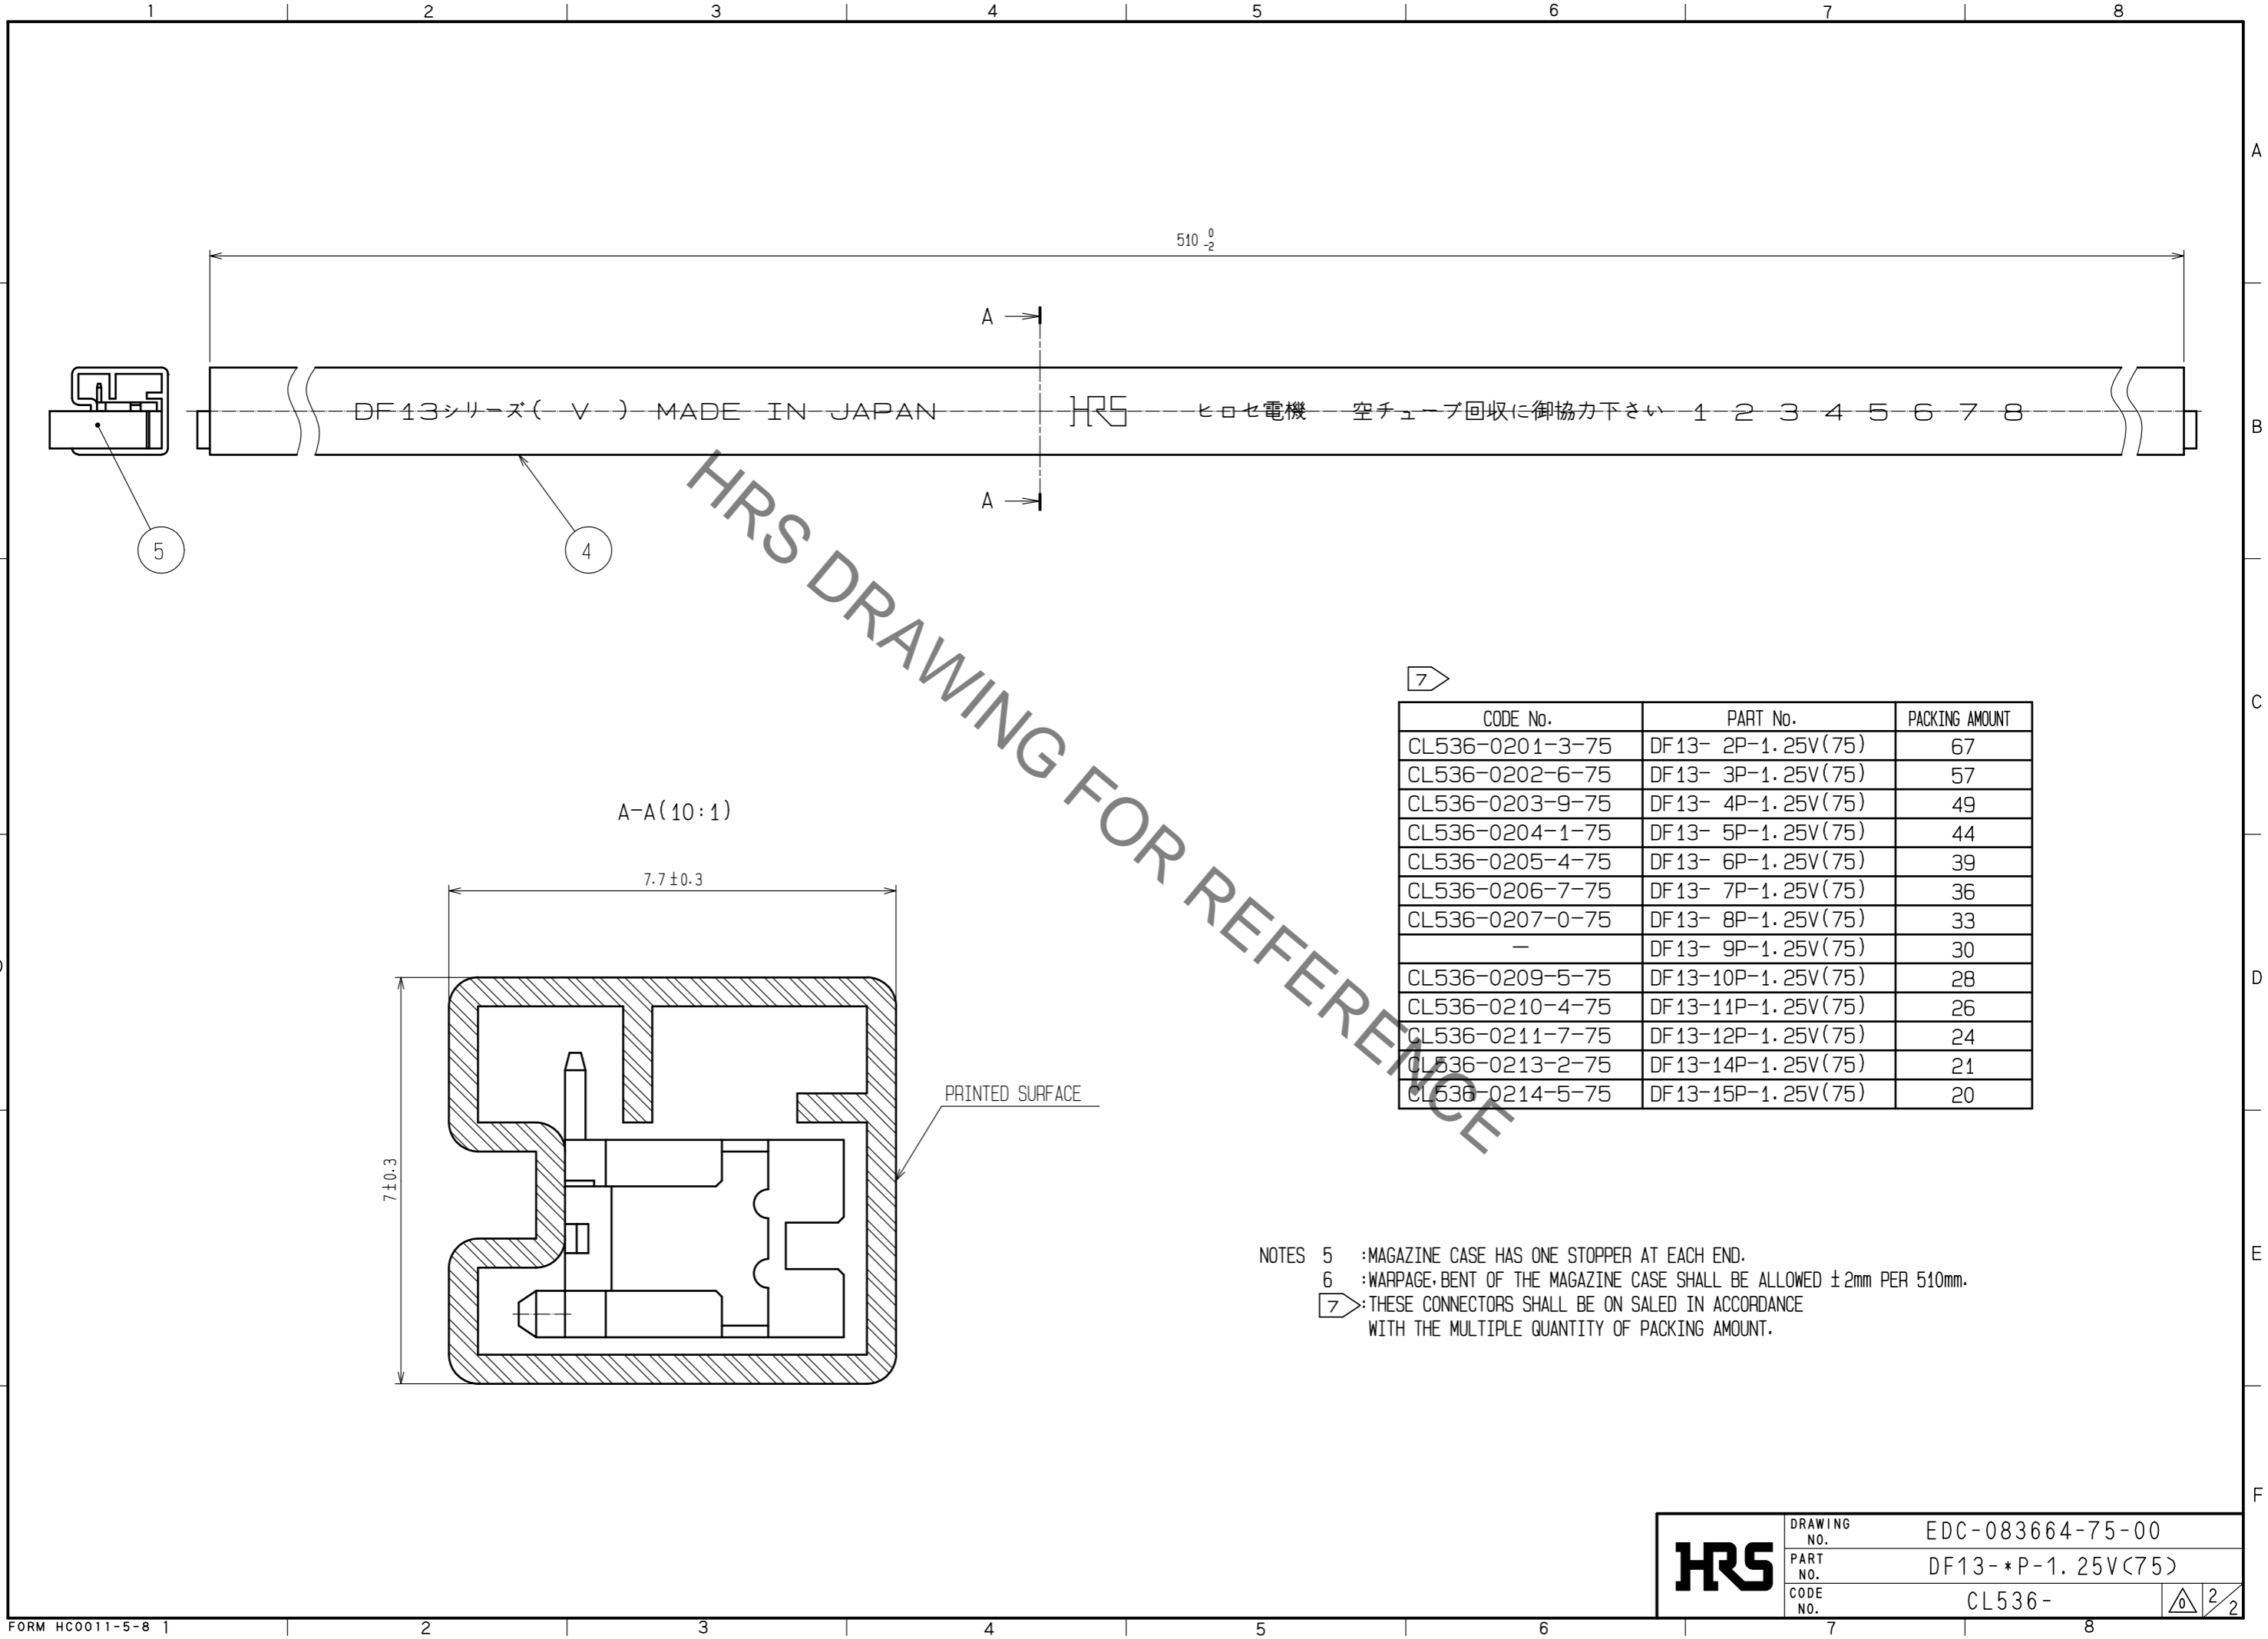 1 2 3 4 5 6 7 8
A
B
C
D
E
F
510 0 -2
A
A
DF13シリーズ( V ) MADE IN JAPAN HRS ヒロセ電機 空チューブ回収に御協力下さい 1 2 3 4 5 6 7 8
5
4
HRS DRAWING FOR REFERENCE
7
CODE No. PART No. PACKING AMOUNT
CL536-0201-3-75 DF13- 2P-1.25V(75) 67
CL536-0202-6-75 DF13- 3P-1.25V(75) 57
CL536-0203-9-75 DF13- 4P-1.25V(75) 49
CL536-0204-1-75 DF13- 5P-1.25V(75) 44
CL536-0205-4-75 DF13- 6P-1.25V(75) 39
CL536-0206-7-75 DF13- 7P-1.25V(75) 36
CL536-0207-0-75 DF13- 8P-1.25V(75) 33
— DF13- 9P-1.25V(75) 30
CL536-0209-5-75 DF13-10P-1.25V(75) 28
CL536-0210-4-75 DF13-11P-1.25V(75) 26
CL536-0211-7-75 DF13-12P-1.25V(75) 24
CL536-0213-2-75 DF13-14P-1.25V(75) 21
CL536-0214-5-75 DF13-15P-1.25V(75) 20
A-A(10:1)
7.7±0.3
7±0.3
PRINTED SURFACE
NOTES 5 :MAGAZINE CASE HAS ONE STOPPER AT EACH END.
6 :WARPAGE,BENT OF THE MAGAZINE CASE SHALL BE ALLOWED ±2mm PER 510mm.
7 :THESE CONNECTORS SHALL BE ON SALED IN ACCORDANCE
WITH THE MULTIPLE QUANTITY OF PACKING AMOUNT.
HRS
DRAWING NO. EDC-083664-75-00
PART NO. DF13-*P-1.25V(75)
CODE NO. CL536- 0 2/2
FORM HC0011-5-8 1 2 3 4 5 6 7 8